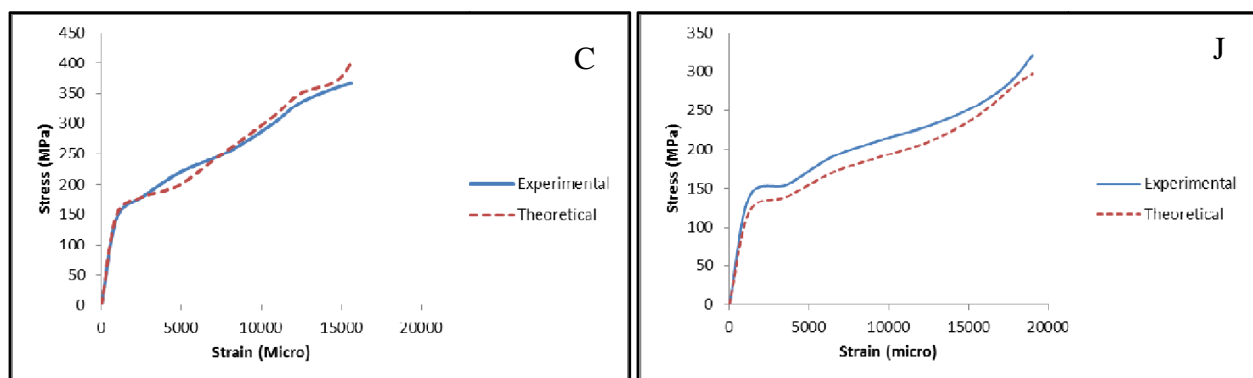 C
450
400
350
300
250
200
150
100
50
0
Stress (MPa)
0 5000 10000 15000 20000
Strain (Micro)
Experimental
Theoretical
J
350
300
250
200
150
100
50
0
Stress (MPa)
0 5000 10000 15000 20000
Strain (micro)
Experimental
Theoretical